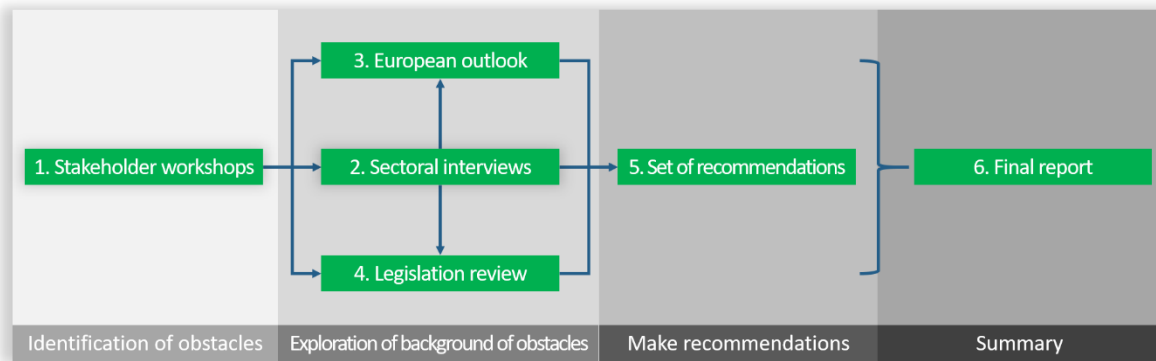 3. European outlook
1. Stakeholder workshops
2. Sectoral interviews
5. Set of recommendations
6. Final report
4. Legislation review
Identification of obstacles
Exploration of background of obstacles
Make recommendations
Summary